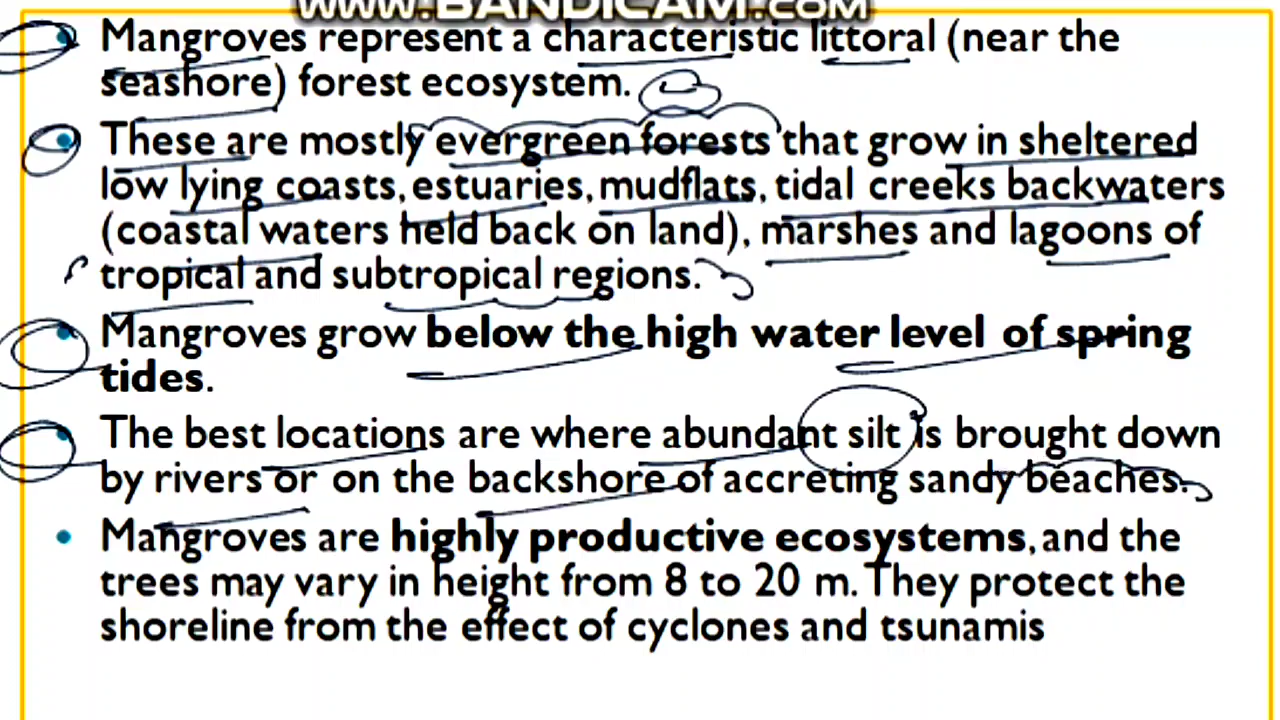 www.BANDICAM.com
• Mangroves represent a characteristic littoral (near the
seashore) forest ecosystem.
• These are mostly evergreen forests that grow in sheltered
low lying coasts, estuaries, mudflats, tidal creeks backwaters
(coastal waters held back on land), marshes and lagoons of
tropical and subtropical regions.
• Mangroves grow below the high water level of spring
tides.
• The best locations are where abundant silt is brought down
by rivers or on the backshore of accreting sandy beaches.
• Mangroves are highly productive ecosystems, and the
trees may vary in height from 8 to 20 m. They protect the
shoreline from the effect of cyclones and tsunamis